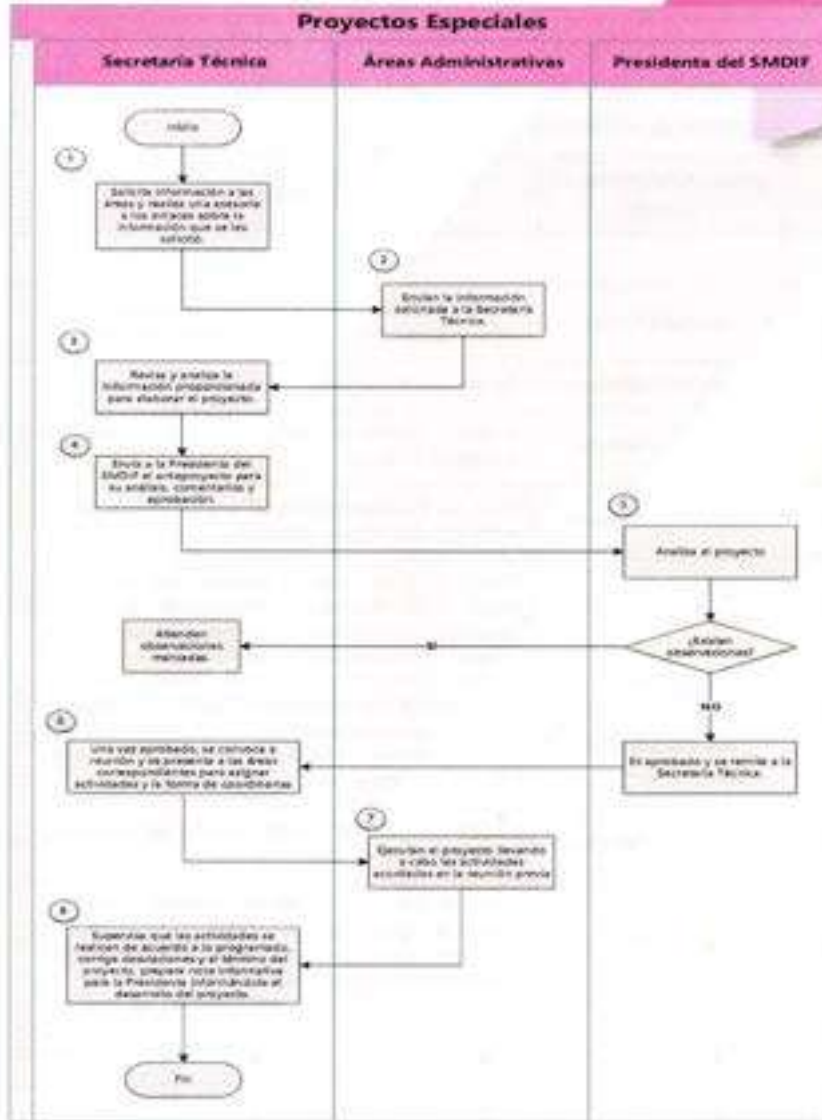 Proyectos Especiales
Secretaría Técnica
Áreas Administrativas
Presidenta del SMDIF
Inicio
1
Solicita información a las
áreas y realiza una asesoría
a los enlaces sobre la
información que se les
solicitó.
2
Envían la información
solicitada a la Secretaría
Técnica.
3
Revisa y analiza la
información proporcionada
para elaborar el proyecto.
4
Envía a la Presidenta del
SMDIF el anteproyecto para
su análisis, comentarios y
aprobación.
5
Analiza el proyecto
¿Existen
observaciones?
SI
Atienden
observaciones
marcadas.
NO
Es aprobado y se remite a la
Secretaría Técnica.
6
Una vez aprobado, se convoca a
reunión y se presenta a las áreas
correspondientes para asignar
actividades y la forma de coordinarlas.
7
Ejecutan el proyecto llevando
a cabo las actividades
acordadas en la reunión previa
8
Supervisa que las actividades se
realicen de acuerdo a lo programado,
corrige desviaciones y al término del
proyecto, prepara nota informativa
para la Presidenta informándole el
desarrollo del proyecto.
Fin